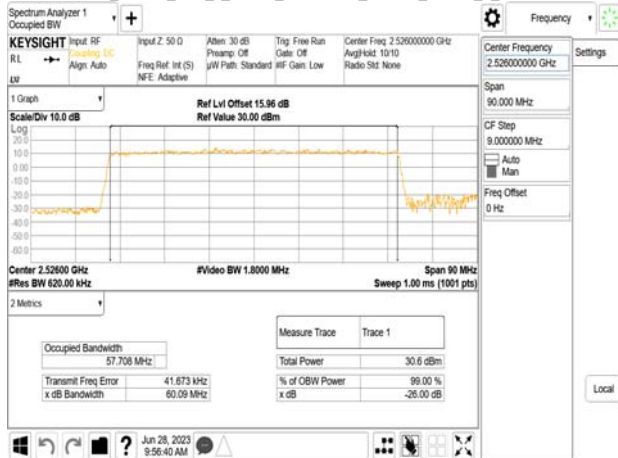 Spectrum Analyzer 1
Occupied BW
Frequency
Settings
KEYSIGHT
RL
LXI
Input: RF
Coupling: DC
Align: Auto
Input Z: 50 Ω
Freq Ref: Int (S)
NFE: Adaptive
Atten: 30 dB
Preamp: Off
µW Path: Standard
Trig: Free Run
Gate: Off
#IF Gain: Low
Center Freq: 2.526000000 GHz
Avg|Hold: 10/10
Radio Std: None
Center Frequency
2.526000000 GHz
Span
90.000 MHz
CF Step
9.000000 MHz
Auto
Man
Freq Offset
0 Hz
Local
1 Graph
Scale/Div 10.0 dB
Ref Lvl Offset 15.96 dB
Ref Value 30.00 dBm
Log
20.0
10.0
0.00
-10.0
-20.0
-30.0
-40.0
-50.0
-60.0
Center 2.52600 GHz
#Video BW 1.8000 MHz
Span 90 MHz
#Res BW 620.00 kHz
Sweep 1.00 ms (1001 pts)
2 Metrics
Measure Trace Trace 1
Occupied Bandwidth
57.708 MHz
Total Power 30.6 dBm
Transmit Freq Error 41.673 kHz
% of OBW Power 99.00 %
x dB Bandwidth 60.09 MHz
x dB -26.00 dB
Jun 28, 2023
9:56:40 AM